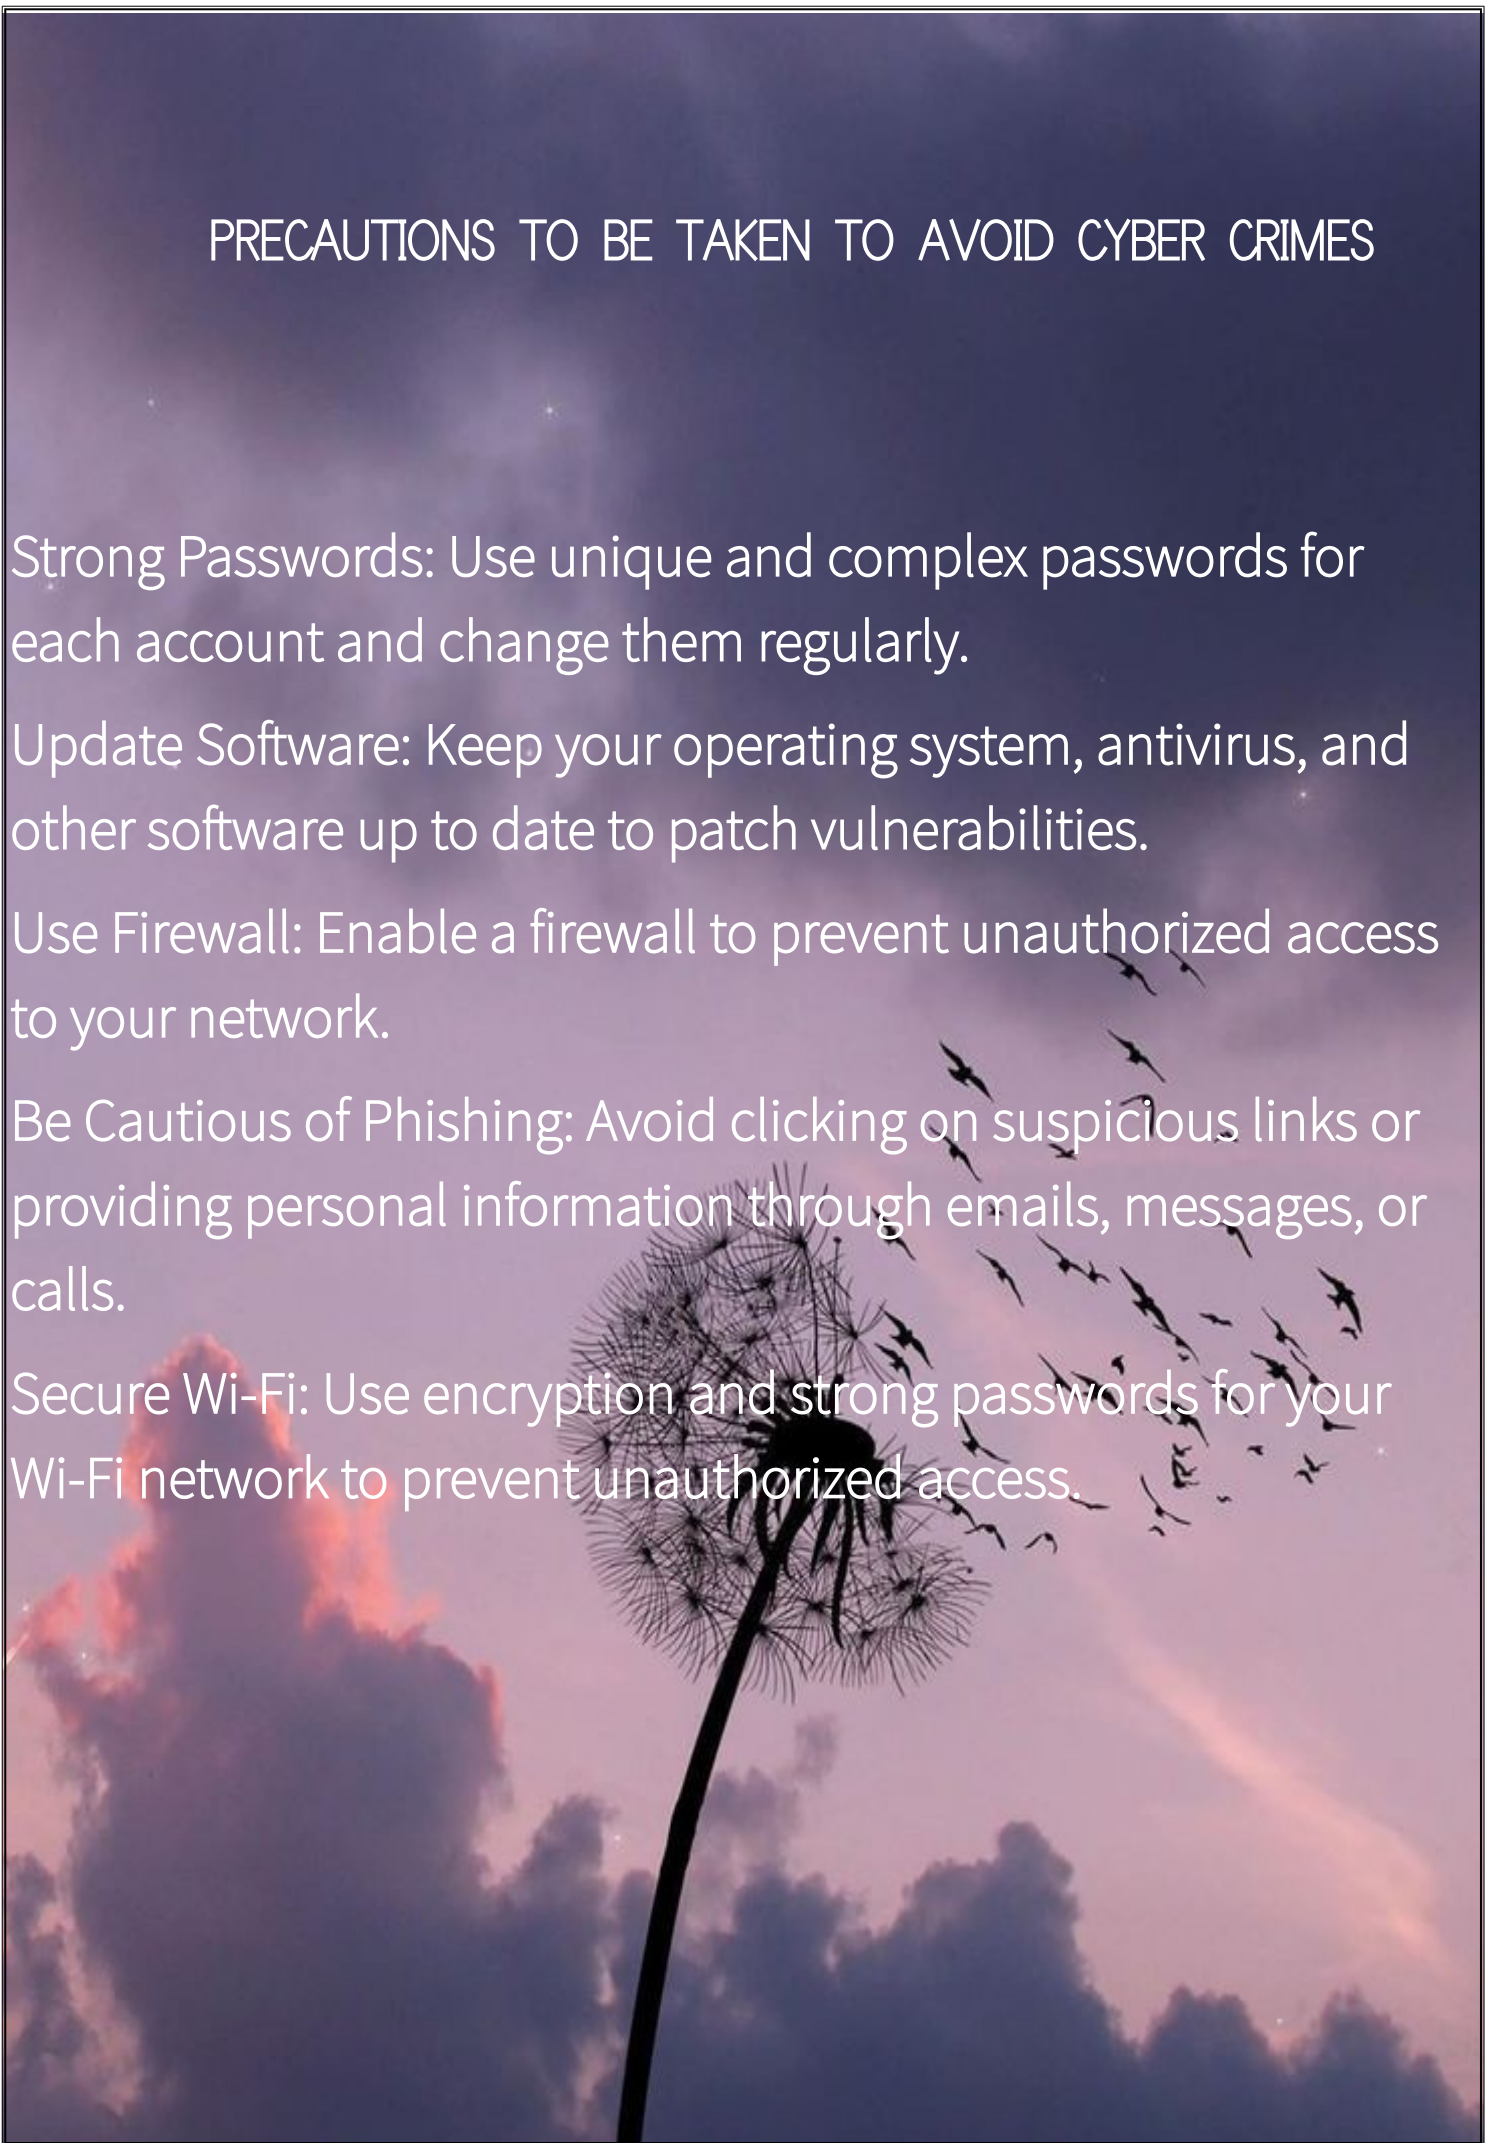 PRECAUTIONS TO BE TAKEN TO AVOID CYBER CRIMES
Strong Passwords: Use unique and complex passwords for
each account and change them regularly.
Update Software: Keep your operating system, antivirus, and
other software up to date to patch vulnerabilities.
Use Firewall: Enable a firewall to prevent unauthorized access
to your network.
Be Cautious of Phishing: Avoid clicking on suspicious links or
providing personal information through emails, messages, or
calls.
Secure Wi-Fi: Use encryption and strong passwords for your
Wi-Fi network to prevent unauthorized access.